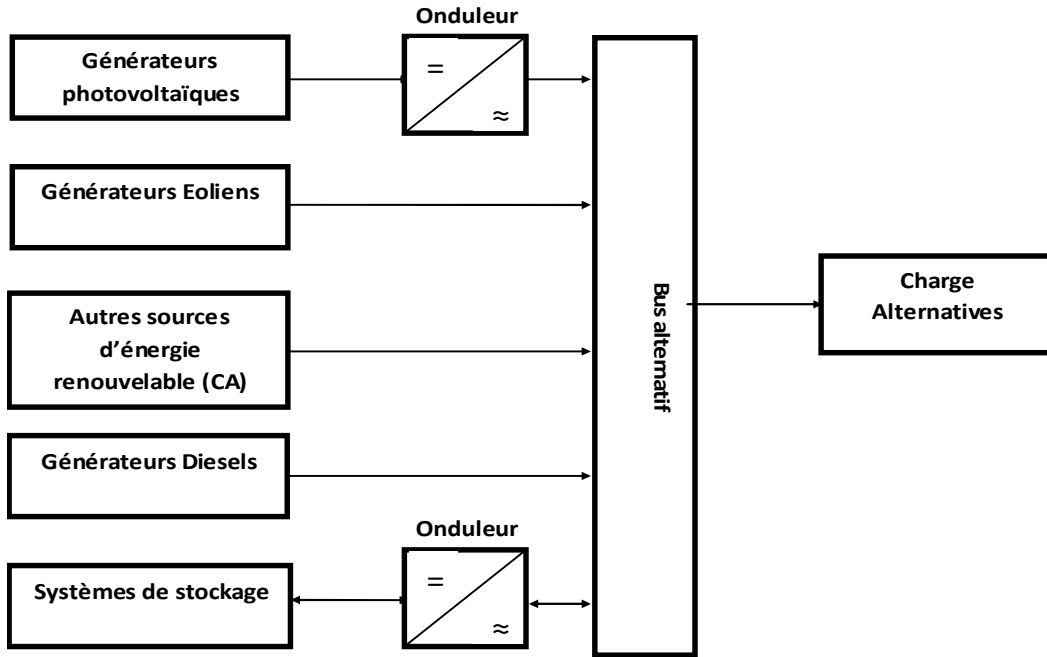 Onduleur
Générateurs
photovoltaïques
=
≈
Générateurs Eoliens
Autres sources
d’énergie
renouvelable (CA)
Générateurs Diesels
Onduleur
Systèmes de stockage
=
≈
Bus alternatif
Charge
Alternatives